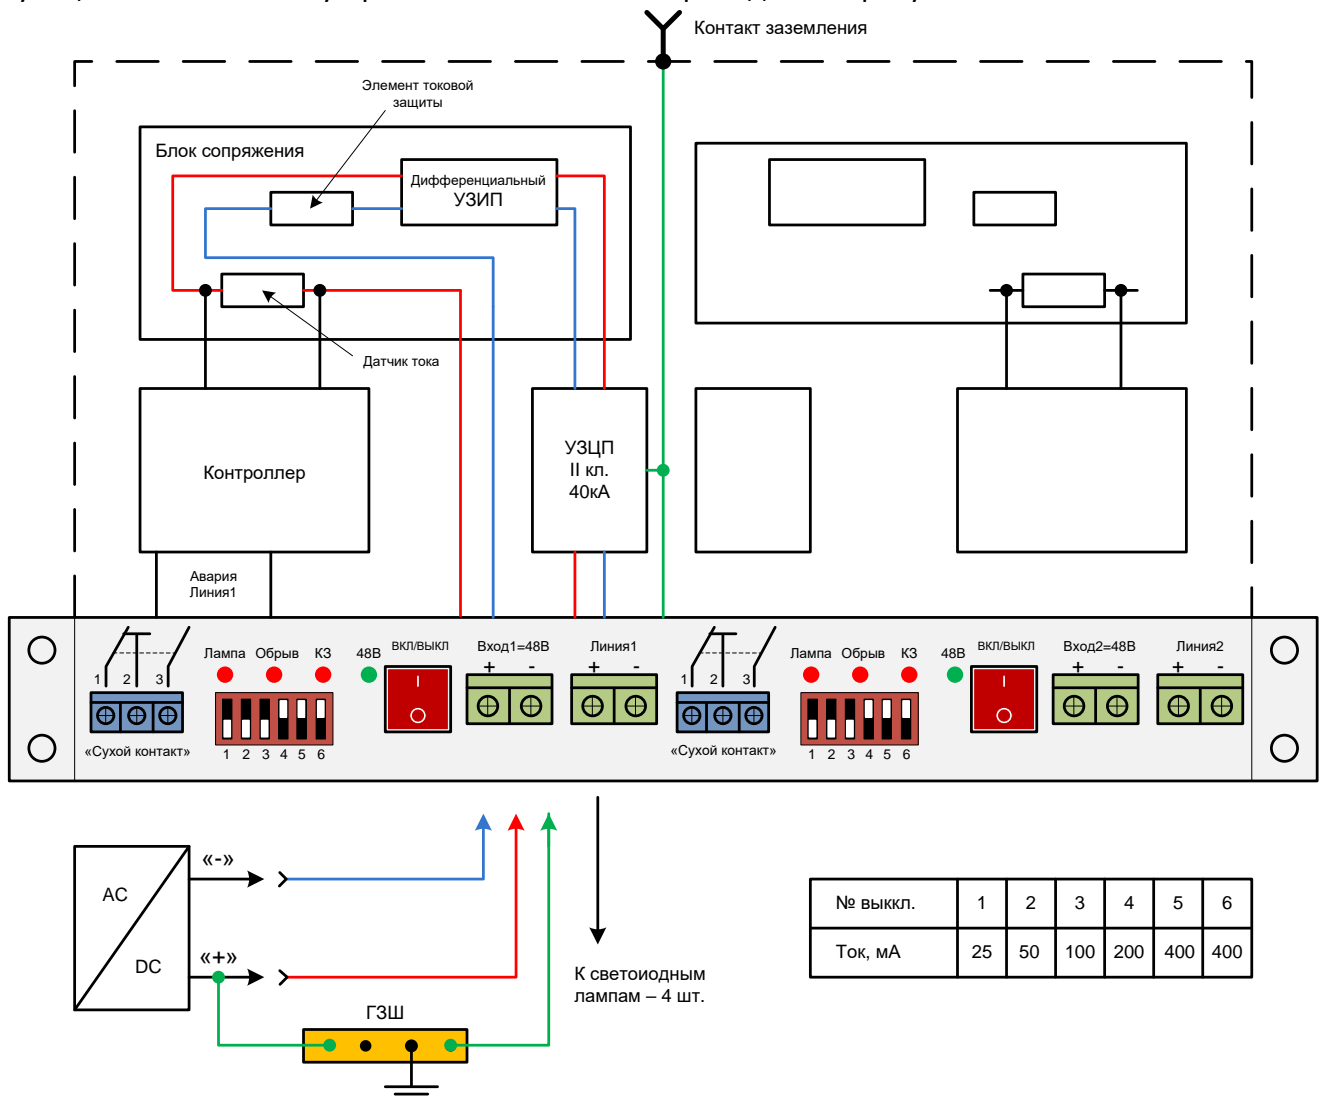 Контакт заземления
Элемент токовой
защиты
Блок сопряжения
Дифференциальный
УЗИП
Датчик тока
Контроллер
УЗЦП
II кл.
40кА
Авария
Линия1
Лампа Обрыв КЗ 48В ВКЛ/ВЫКЛ Вход1=48В Линия1 Лампа Обрыв КЗ 48В ВКЛ/ВЫКЛ Вход2=48В Линия2
+ - + - + - + -
1 2 3 1 2 3
«Сухой контакт» 1 2 3 4 5 6 «Сухой контакт» 1 2 3 4 5 6
«-»
AC
DC
«+»
ГЗШ
К светоиодным
лампам – 4 шт.
№ выккл. 1 2 3 4 5 6
Ток, мА 25 50 100 200 400 400